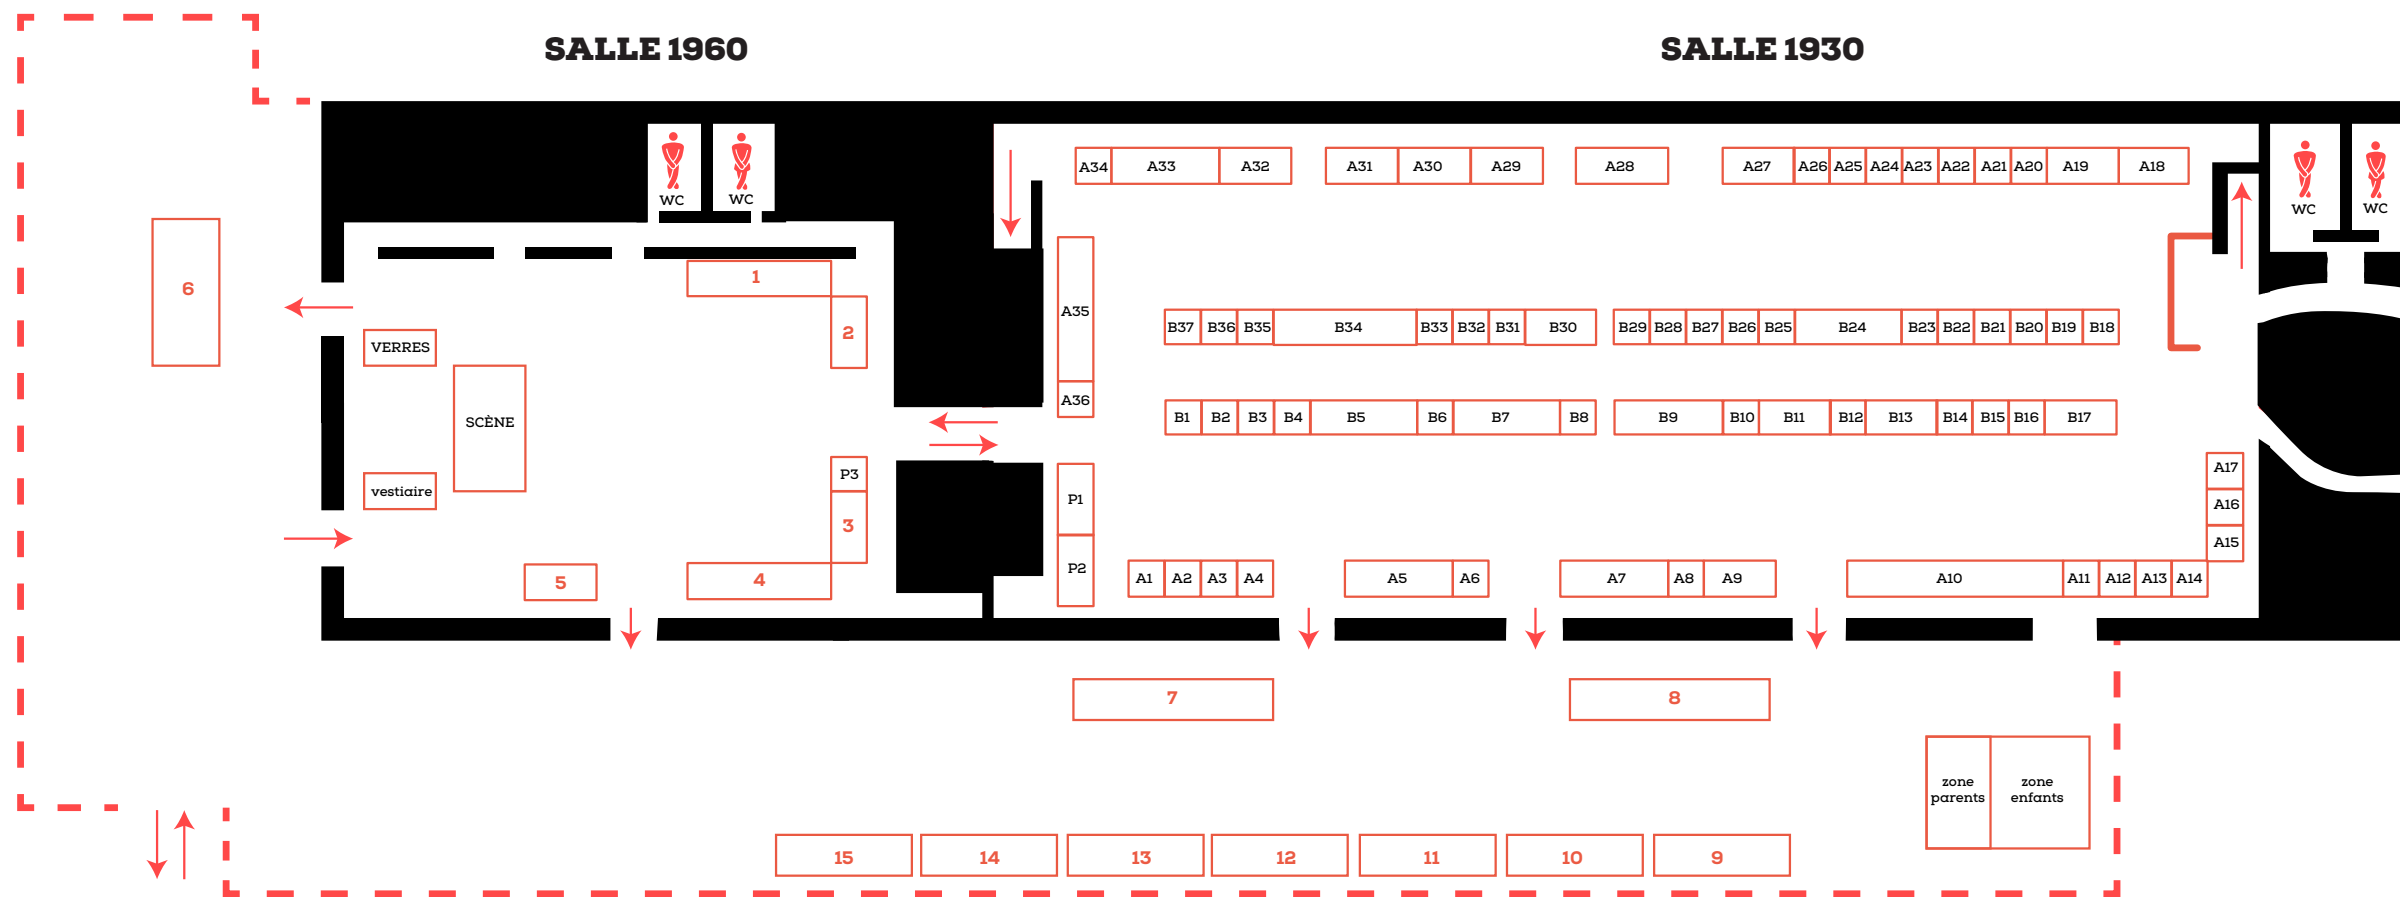 SALLE 1960
SALLE 1930
WC
WC
WC
WC
A34 A33 A32 A31 A30 A29 A28 A27 A26 A25 A24 A23 A22 A21 A20 A19 A18
6
1
2
VERRES
SCÈNE
vestiaire
P3
3
4
5
A35
A36
B37 B36 B35 B34 B33 B32 B31 B30 B29 B28 B27 B26 B25 B24 B23 B22 B21 B20 B19 B18
B1 B2 B3 B4 B5 B6 B7 B8 B9 B10 B11 B12 B13 B14 B15 B16 B17
P1
P2
A17
A16
A15
A1 A2 A3 A4 A5 A6 A7 A8 A9 A10 A11 A12 A13 A14
7
8
zone
parents
zone
enfants
15 14 13 12 11 10 9